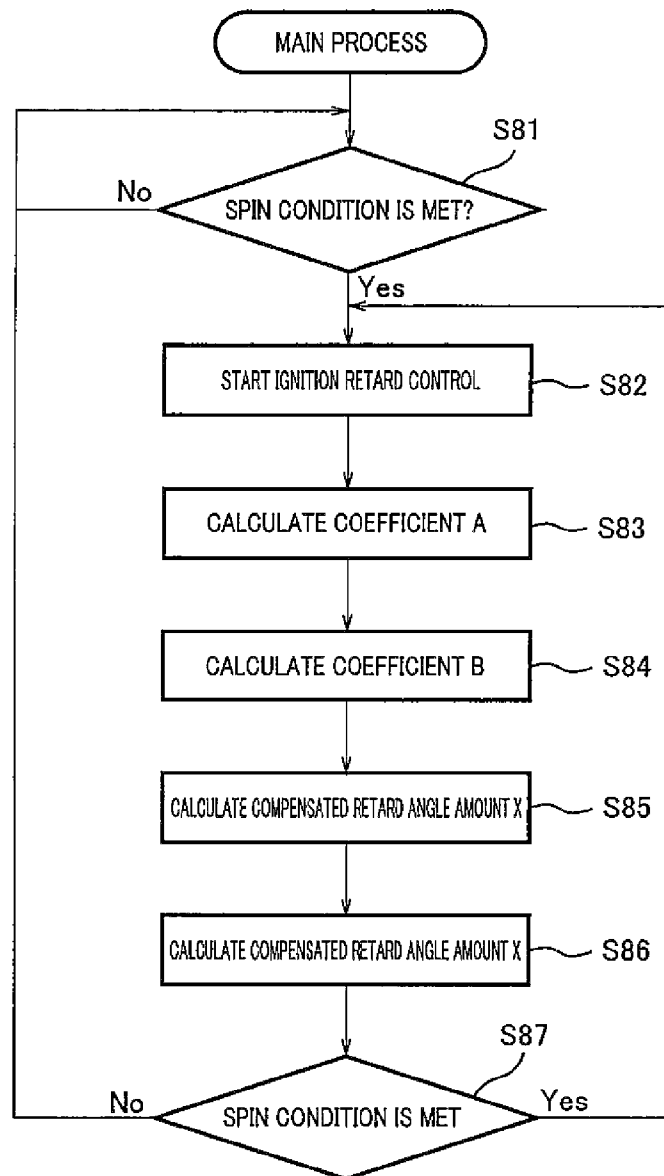 MAIN PROCESS
S81
No
SPIN CONDITION IS MET?
Yes
START IGNITION RETARD CONTROL
S82
CALCULATE COEFFICIENT A
S83
CALCULATE COEFFICIENT B
S84
CALCULATE COMPENSATED RETARD ANGLE AMOUNT X
S85
CALCULATE COMPENSATED RETARD ANGLE AMOUNT X
S86
S87
No
SPIN CONDITION IS MET
Yes